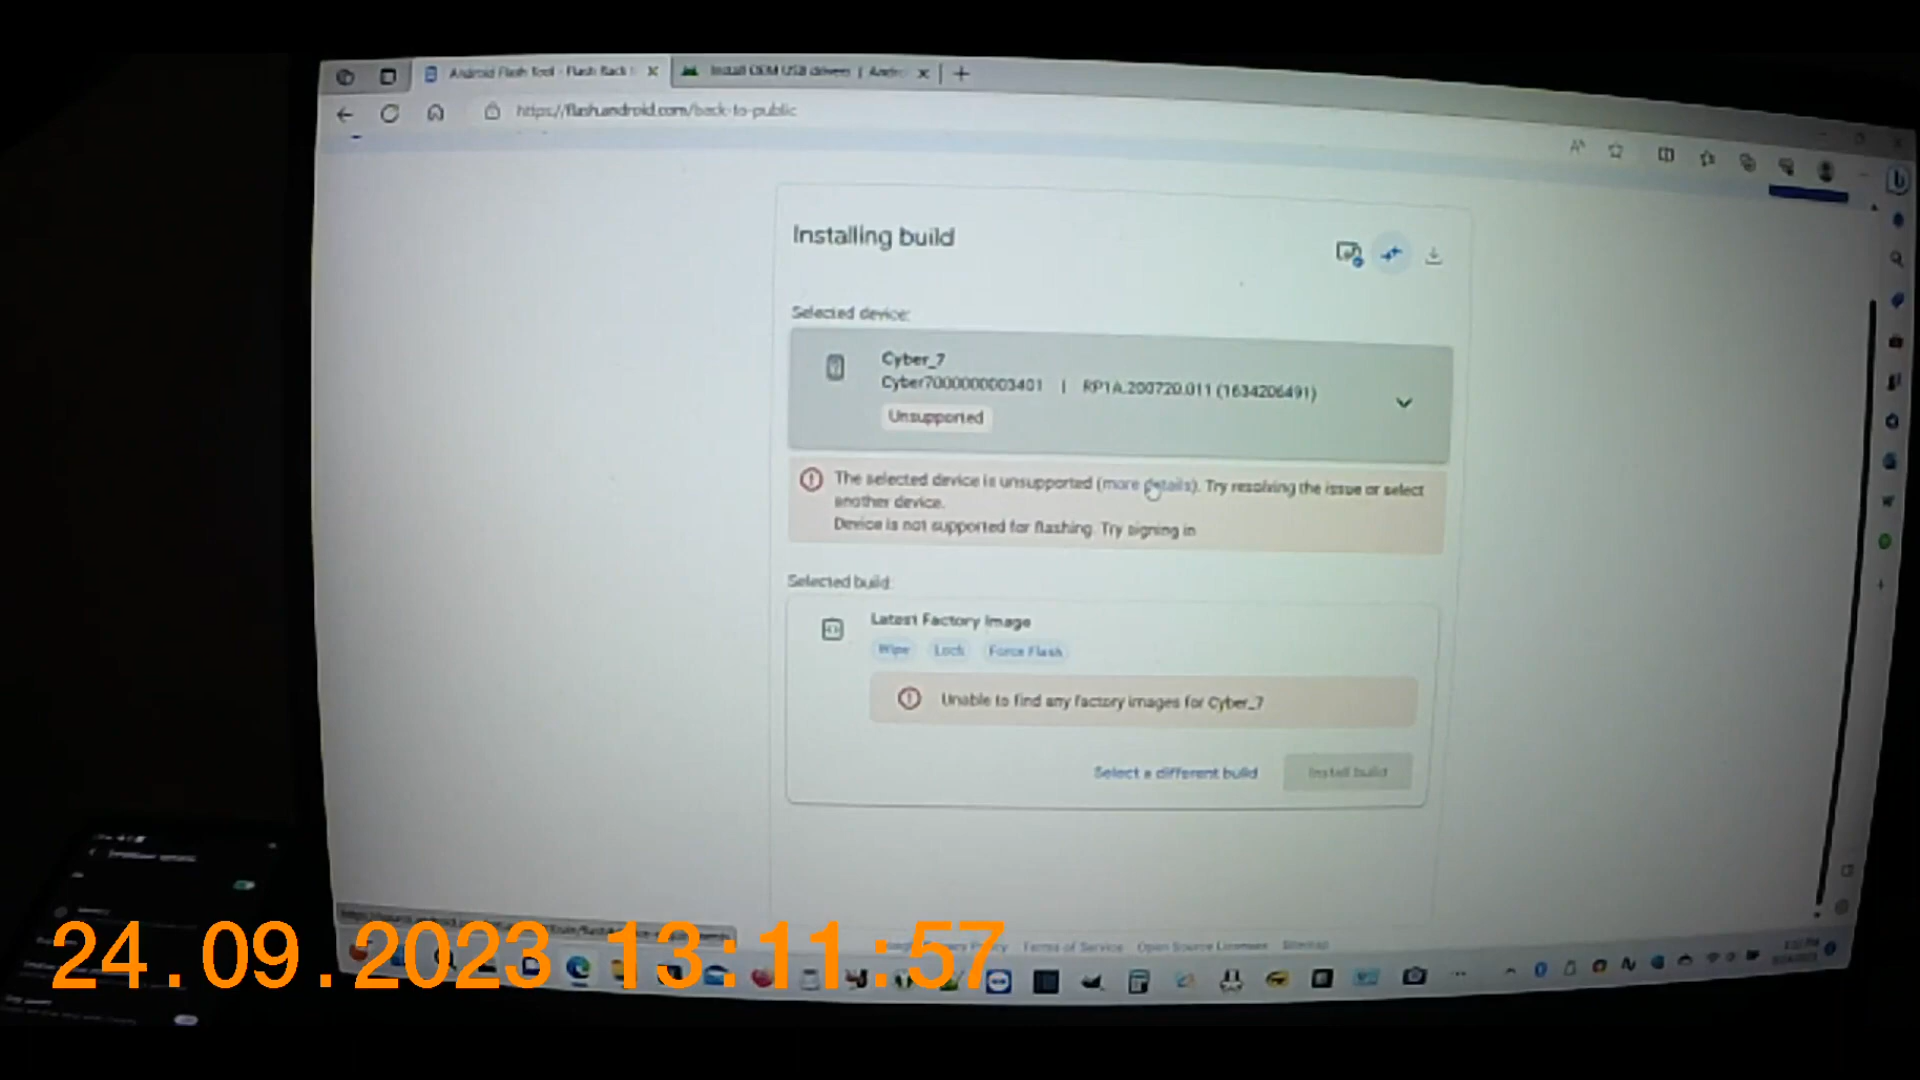 Android Flash Tool - Flash Back
Install OEM USB drivers | Andr
https://flash.android.com/back-to-public
Installing build
Selected device:
Cyber_7
Cyber7000000003401 | RP1A.200720.011 (1634206491)
Unsupported
The selected device is unsupported (more details). Try resolving the issue or select
another device.
Device is not supported for flashing. Try signing in
Selected build:
Latest Factory Image
Wipe Lock Force Flash
Unable to find any factory images for Cyber_7
Select a different build Install build
Privacy Policy Terms of Service Open Source Licenses Sitemap
24.09.2023 13:11:57